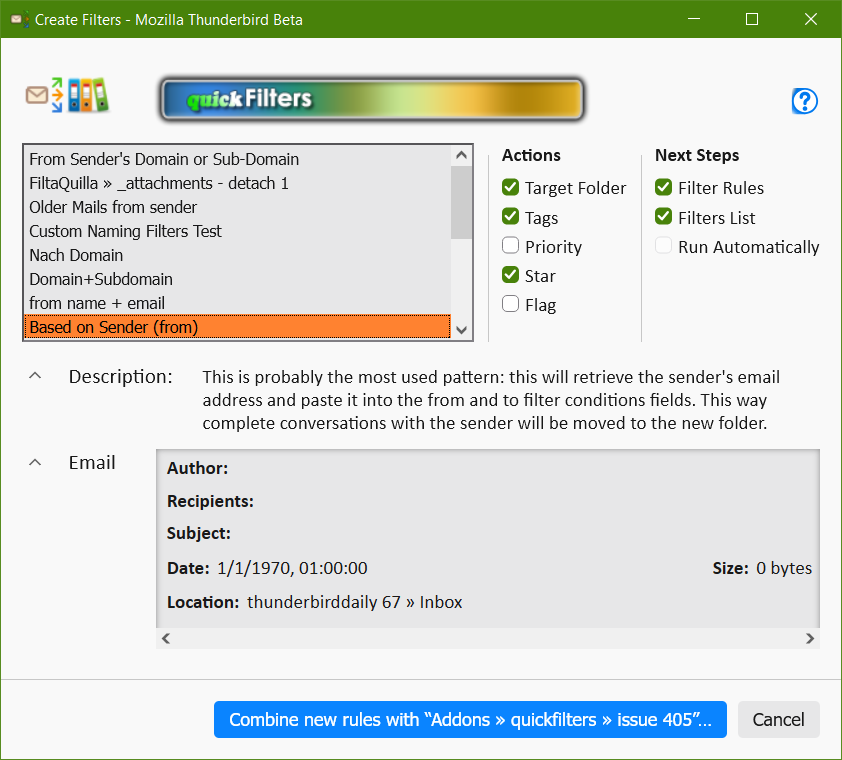 Create Filters - Mozilla Thunderbird Beta
quickFilters
From Sender's Domain or Sub-Domain
FiltaQuilla » _attachments - detach 1
Older Mails from sender
Custom Naming Filters Test
Nach Domain
Domain+Subdomain
from name + email
Based on Sender (from)
Actions
Target Folder
Tags
Priority
Star
Flag
Next Steps
Filter Rules
Filters List
Run Automatically
Description:
This is probably the most used pattern: this will retrieve the sender's email
address and paste it into the from and to filter conditions fields. This way
complete conversations with the sender will be moved to the new folder.
Email
Author:
Recipients:
Subject:
Date: 1/1/1970, 01:00:00 Size: 0 bytes
Location: thunderbirddaily 67 » Inbox
Combine new rules with “Addons » quickfilters » issue 405”... Cancel